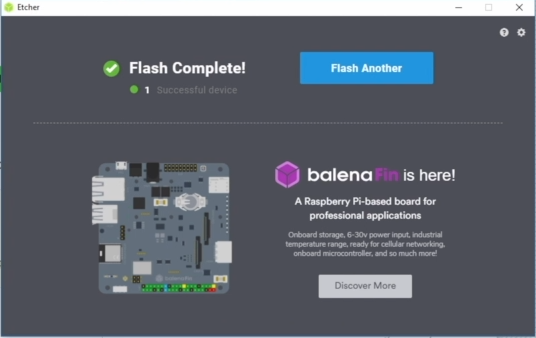 Etcher
Flash Complete!
1 Successful device
Flash Another
balenaFin is here!
A Raspberry Pi-based board for
professional applications
Onboard storage, 6-30v power input, industrial
temperature range, ready for cellular networking,
onboard microcontroller, and so much more!
Discover More
balenaFin